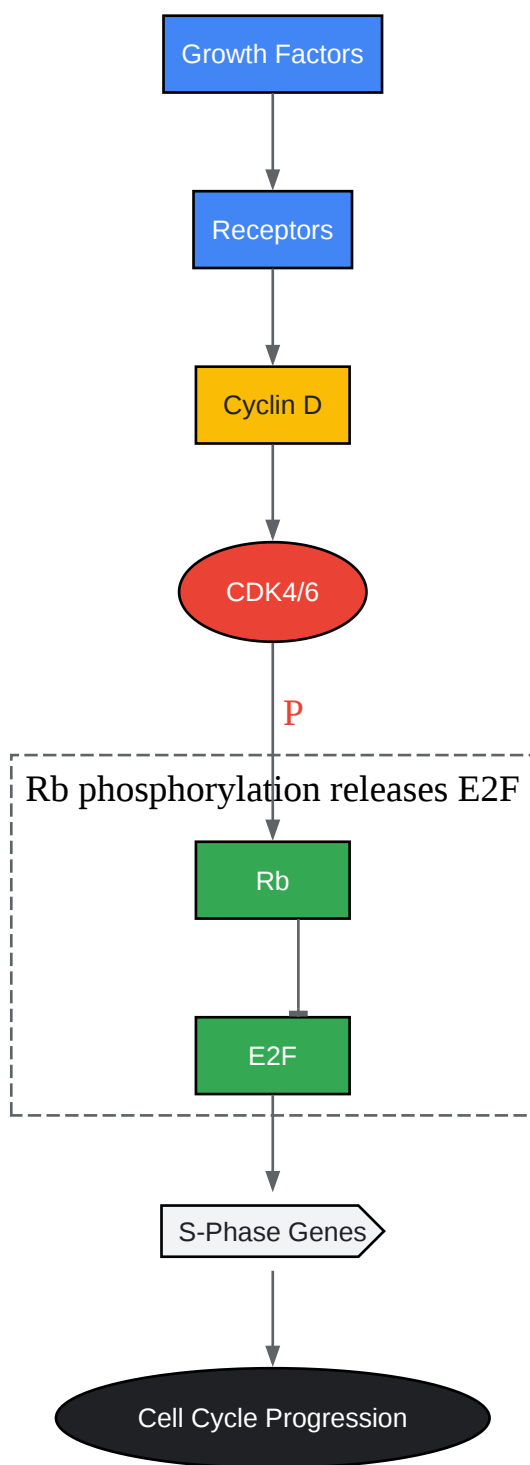 Growth Factors
Receptors
Cyclin D
CDK4/6
P
Rb phosphorylation releases E2F
Rb
E2F
S-Phase Genes
Cell Cycle Progression